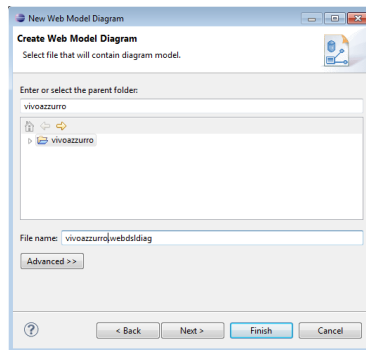 New Web Model Diagram
Create Web Model Diagram
Select file that will contain diagram model.
Enter or select the parent folder:
vivoazzurro
vivoazzurro
File name: vivoazzurro.webdsldiag
Advanced >>
< Back Next > Finish Cancel